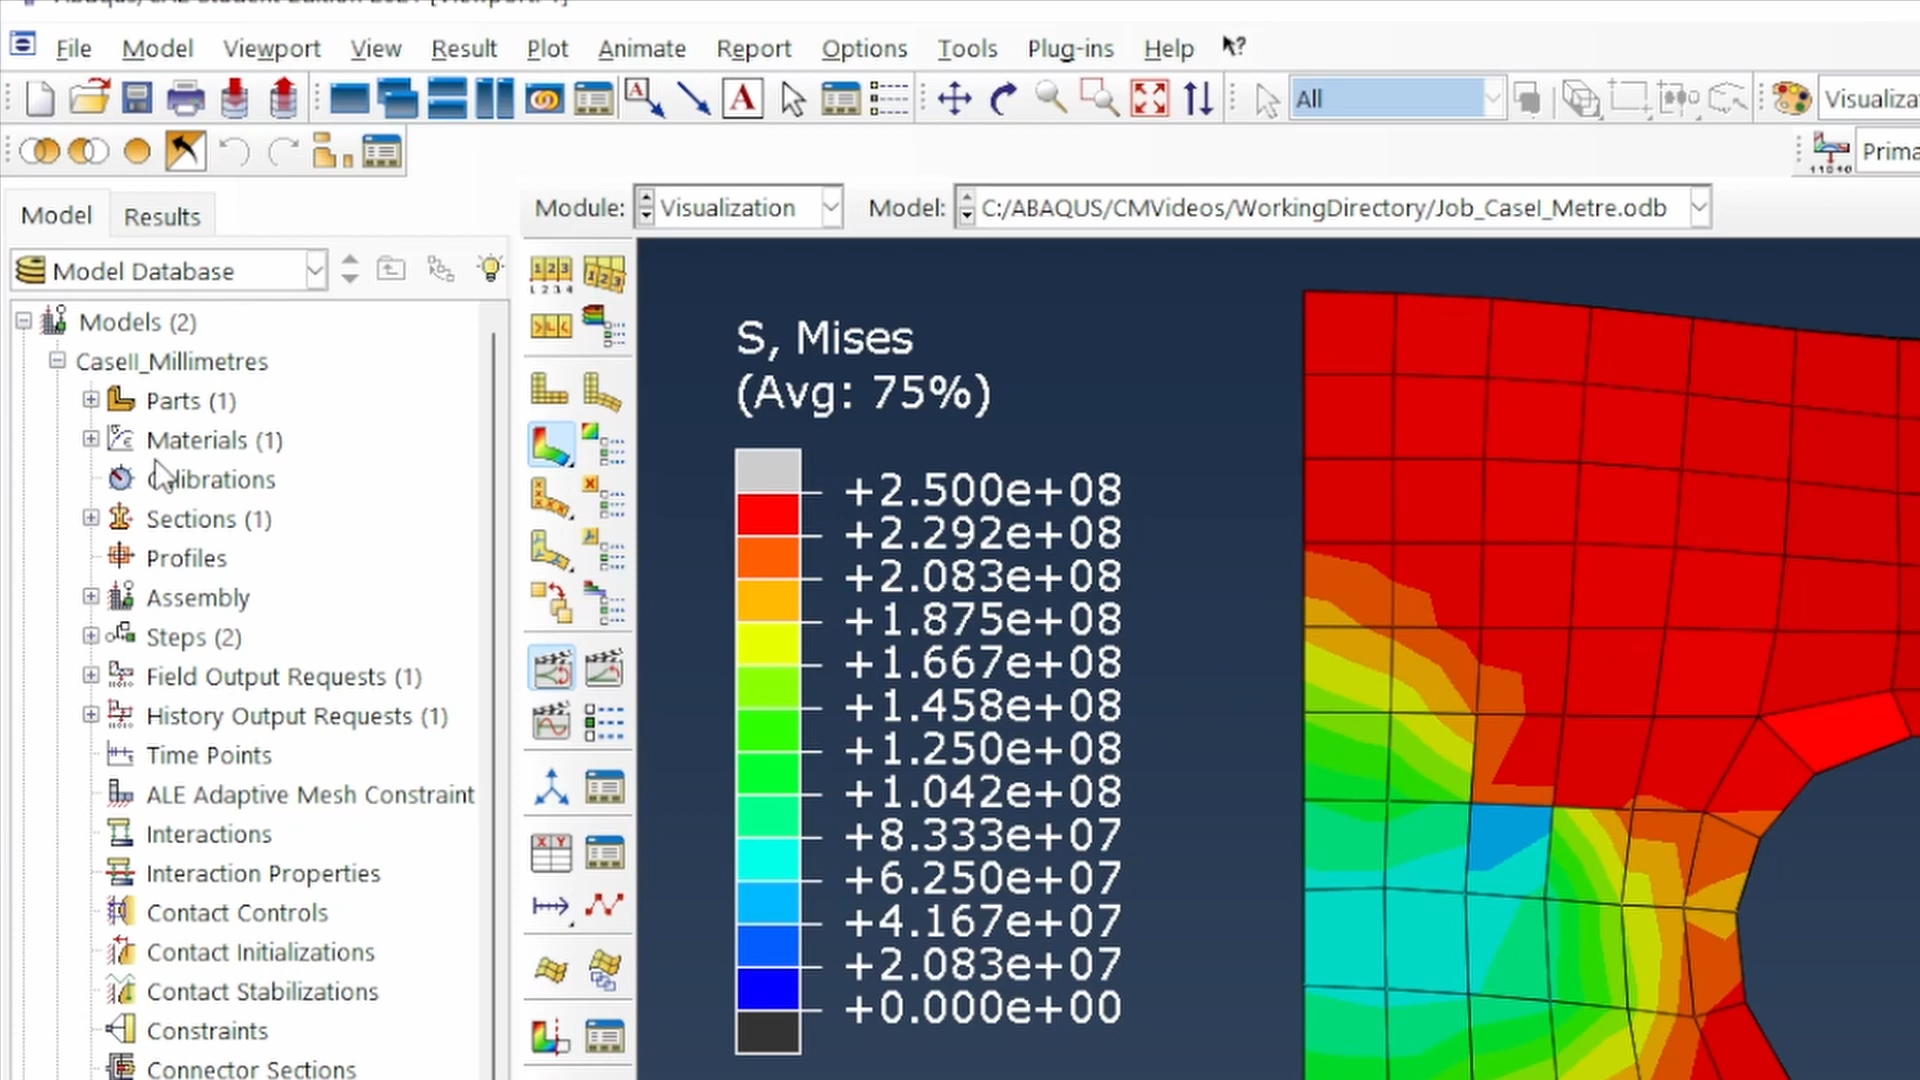 File Model Viewport View Result Plot Animate Report Options Tools Plug-ins Help
All
Visualiza
Prima
Model Results
Module: Visualization Model: C:/ABAQUS/CMVideos/WorkingDirectory/Job_CaseI_Metre.odb
Model Database
Models (2)
CaseII_Millimetres
Parts (1)
Materials (1)
librations
Sections (1)
Profiles
Assembly
Steps (2)
Field Output Requests (1)
History Output Requests (1)
Time Points
ALE Adaptive Mesh Constraint
Interactions
Interaction Properties
Contact Controls
Contact Initializations
Contact Stabilizations
Constraints
Connector Sections
S, Mises
(Avg: 75%)
+2.500e+08
+2.292e+08
+2.083e+08
+1.875e+08
+1.667e+08
+1.458e+08
+1.250e+08
+1.042e+08
+8.333e+07
+6.250e+07
+4.167e+07
+2.083e+07
+0.000e+00